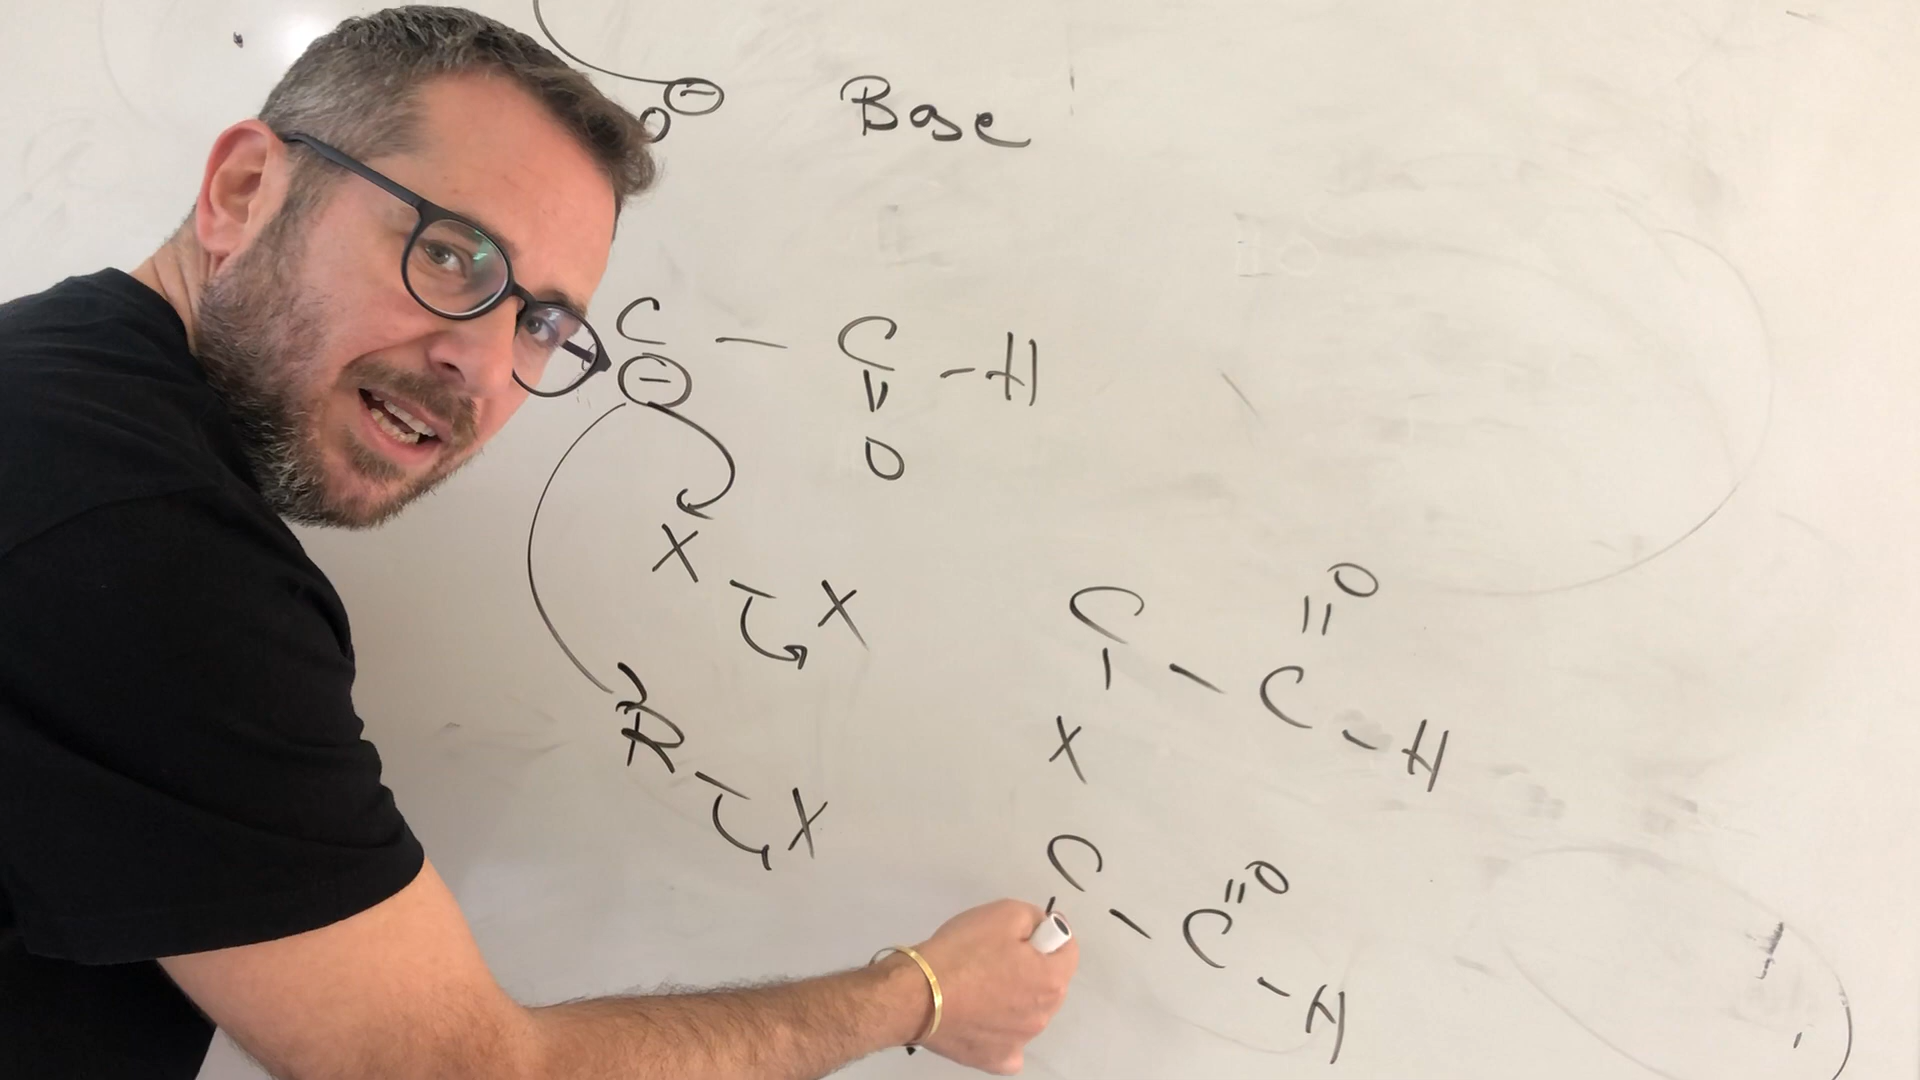 ⊖
O Base
C — C — H
⊖ ॥
O
X — X
R — X
O
॥
C — C — H
|
X
O
॥
C — C — H